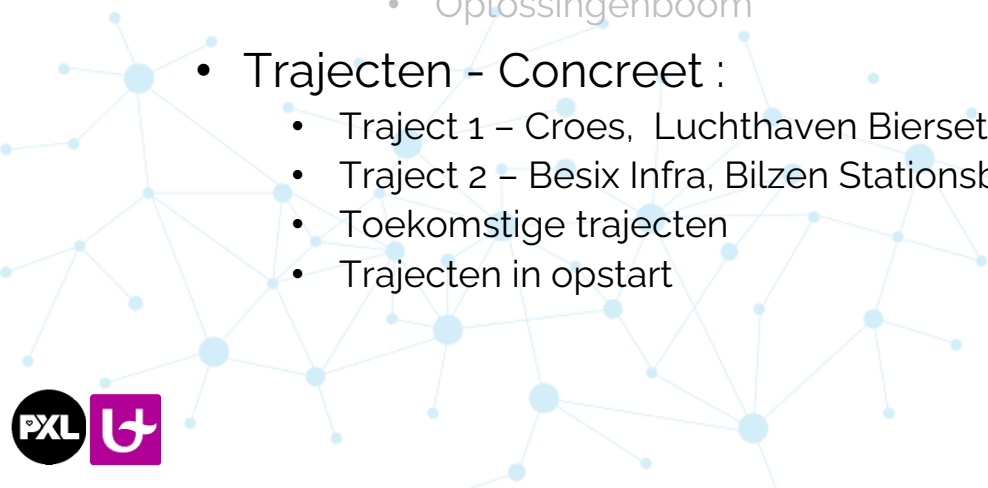 • Oplossingenboom
• Trajecten - Concreet :
• Traject 1 – Croes, Luchthaven Bierset
• Traject 2 – Besix Infra, Bilzen
• Toekomstige trajecten
• Trajecten in opstart
PXL